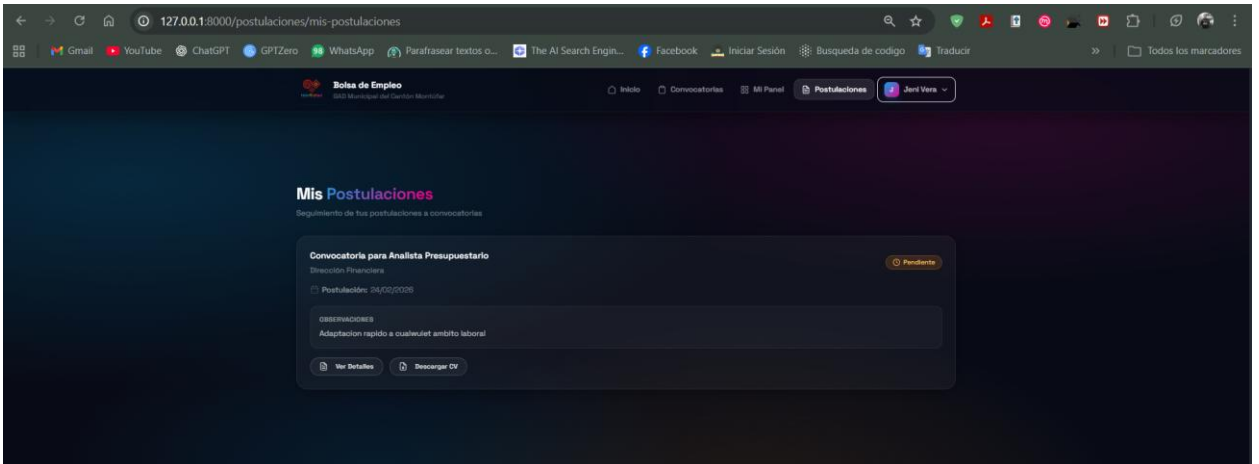 127.0.0.1:8000/postulaciones/mis-postulaciones
Gmail YouTube ChatGPT GPTZero WhatsApp Parafrasear textos o... The AI Search Engin... Facebook Iniciar Sesión Busqueda de codigo Traducir » Todos los marcadores
Bolsa de Empleo
GAD Municipal del Cantón Montúfar
Inicio Convocatorias Mi Panel Postulaciones J Jeni Vera
Mis Postulaciones
Seguimiento de tus postulaciones a convocatorias
Convocatoria para Analista Presupuestario
Pendiente
Dirección Financiera
Postulación: 24/02/2026
OBSERVACIONES
Adaptacion rapido a cualwuiet ambito laboral
Ver Detalles Descargar CV